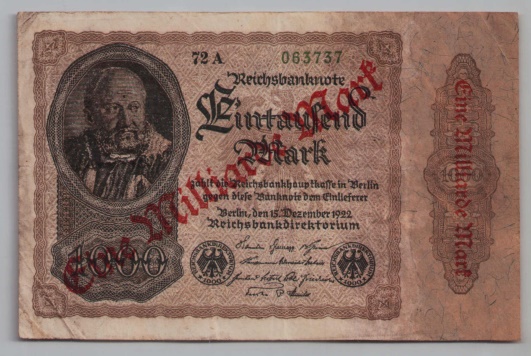 72 A 063737
Reichsbanknote
Eintausend
Mark
zahlt die Reichsbankhauptkasse in Berlin
gegen diese Banknote dem Einlieferer
Berlin, den 15. Dezember 1922
Reichsbankdirektorium
1000
Eine Milliarde Mark
Eine Milliarde Mark
1000